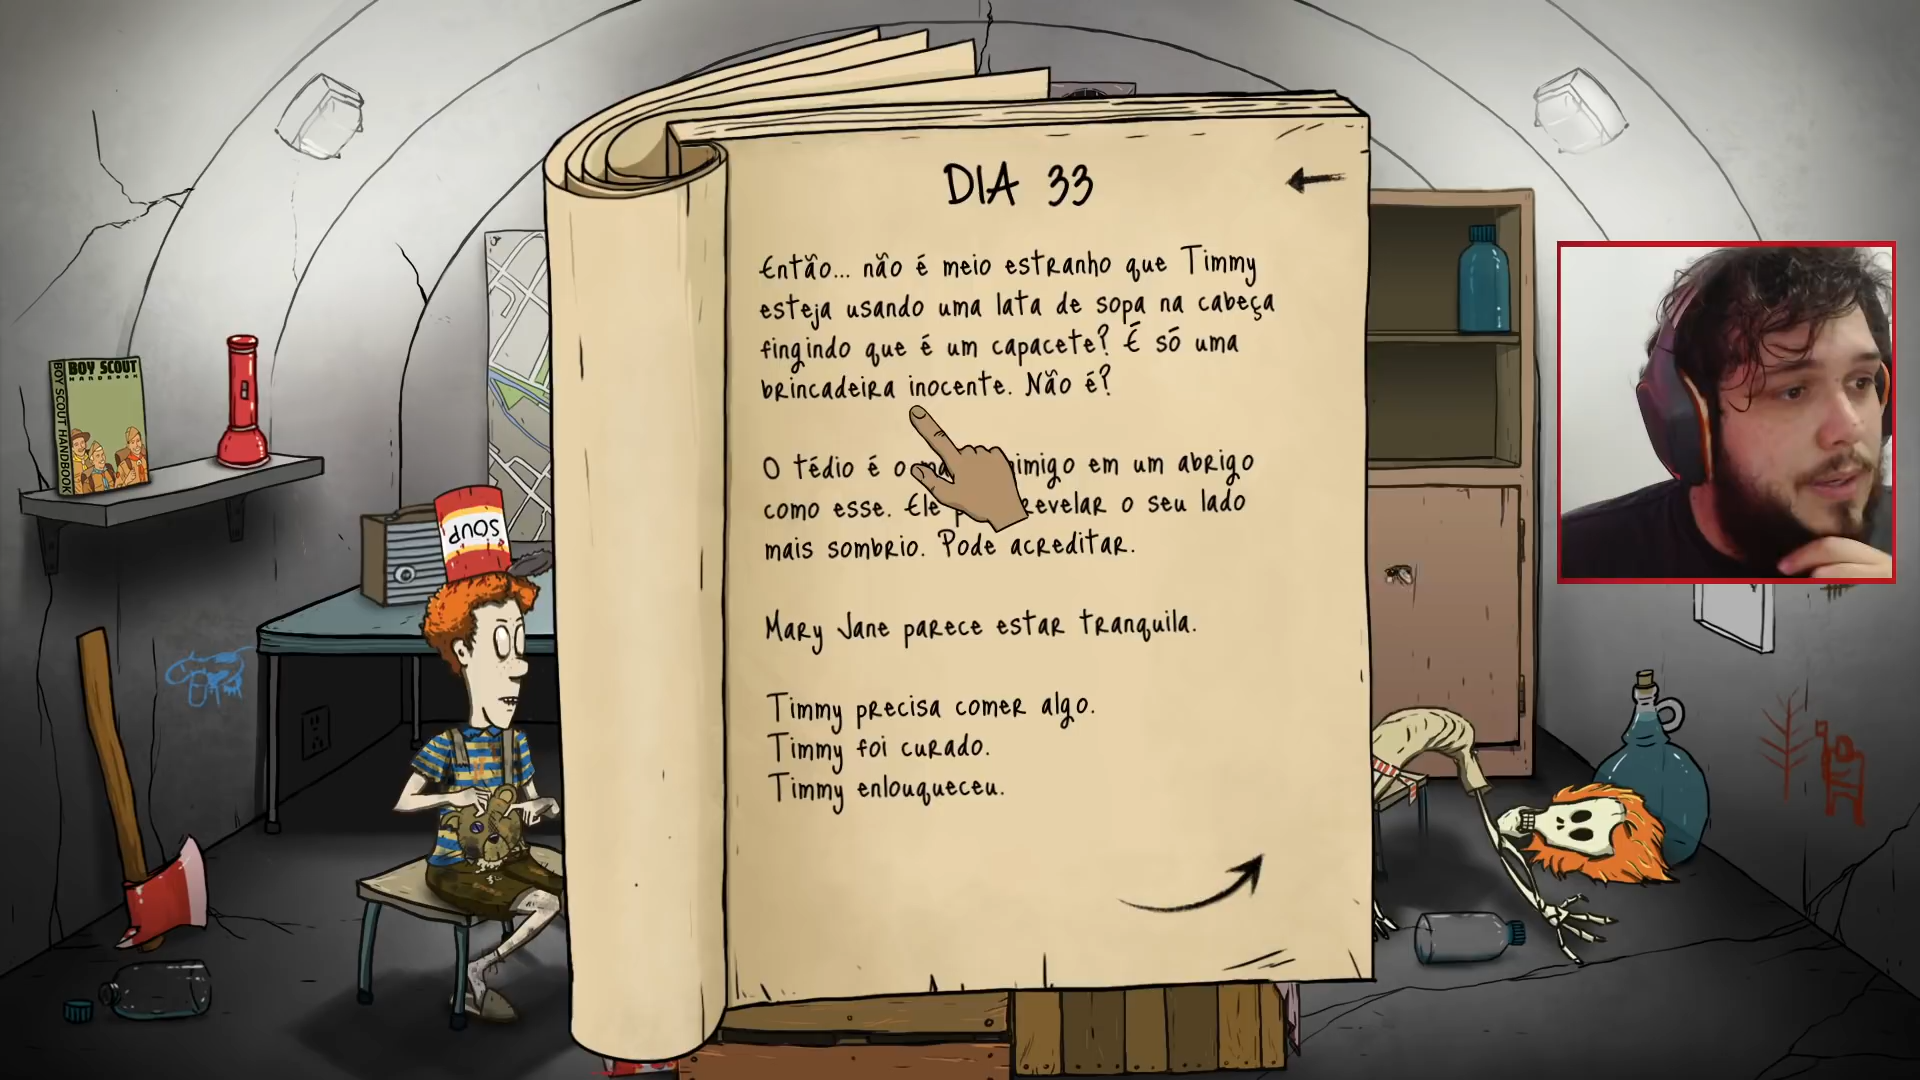 DIA 33
Então... não é meio estranho que Timmy
esteja usando uma lata de sopa na cabeça
fingindo que é um capacete? É só uma
brincadeira inocente. Não é?
O tédio é o inimigo em um abrigo
como esse. Ele revelar o seu lado
mais sombrio. Pode acreditar.
Mary Jane parece estar tranquila.
Timmy precisa comer algo.
Timmy foi curado.
Timmy enlouqueceu.
BOY SCOUT
HANDBOOK
BOY SCOUT HANDBOOK
SOUP